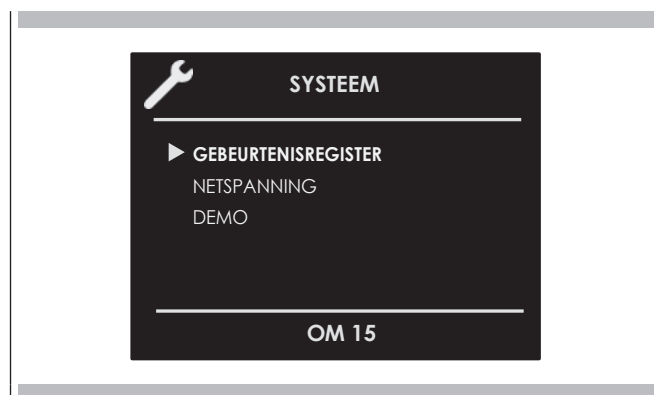 SYSTEEM
GEBEURTENISREGISTER
NETSPANNING
DEMO
OM 15